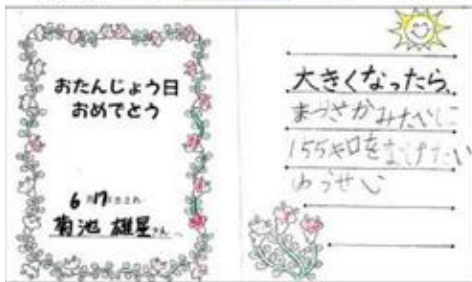 おたんじょう日
おめでとう
6月17日生まれ
菊池 雄星さん
大きくなったら、
まつざかみたいに
155キロをなげたい
ゆうせい